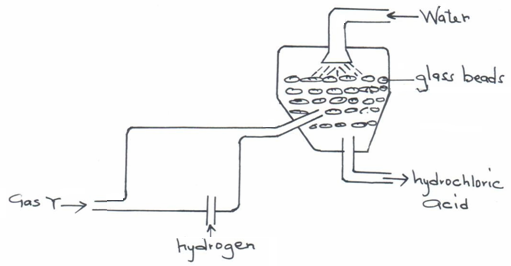 Water
glass beads
Gas Y
hydrogen
hydrochloric
acid